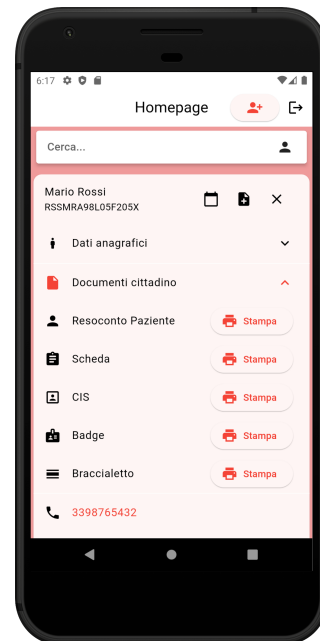 6:17
Homepage
Cerca...
Mario Rossi
RSSMRA98L05F205X
Dati anagrafici
Documenti cittadino
Resoconto Paziente Stampa
Scheda Stampa
CIS Stampa
Badge Stampa
Braccialetto Stampa
3398765432